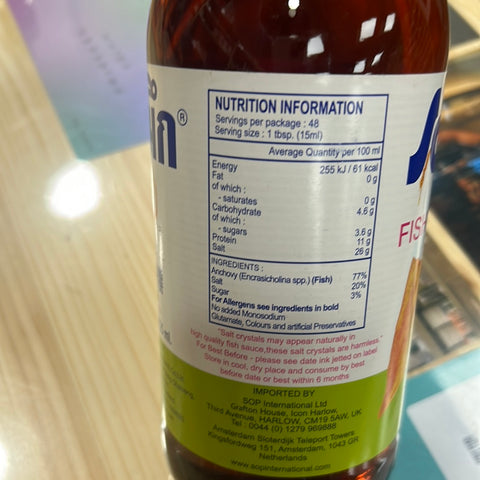 in®
NUTRITION INFORMATION
Servings per package : 48
Serving size : 1 tbsp. (15ml)
Average Quantity per 100 ml
Energy 255 kJ / 61 kcal
Fat 0 g
of which :
- saturates 0 g
Carbohydrate 4.6 g
of which :
- sugars 3.6 g
Protein 11 g
Salt 26 g
INGREDIENTS :
Anchovy (Encrasicholina spp.) (Fish) 77%
Salt 20%
Sugar 3%
For Allergens see ingredients in bold
No added Monosodium
Glutamate, Colours and artificial Preservatives
"Salt crystals may appear naturally in
high quality fish sauce,these salt crystals are harmless."
For Best Before - please see date ink jetted on label
Store in cool, dry place and consume by best
before date or best within 6 months
IMPORTED BY
SOP International Ltd
Grafton House, Icon Harlow,
Third Avenue, HARLOW, CM19 5AW, UK
Tel : 0044 (0) 1279 969888
Amsterdam Sloterdijk Teleport Towers
Kingsfordweg 151, Amsterdam, 1043 GR
Netherlands
www.sopinternational.com
FIS
mL